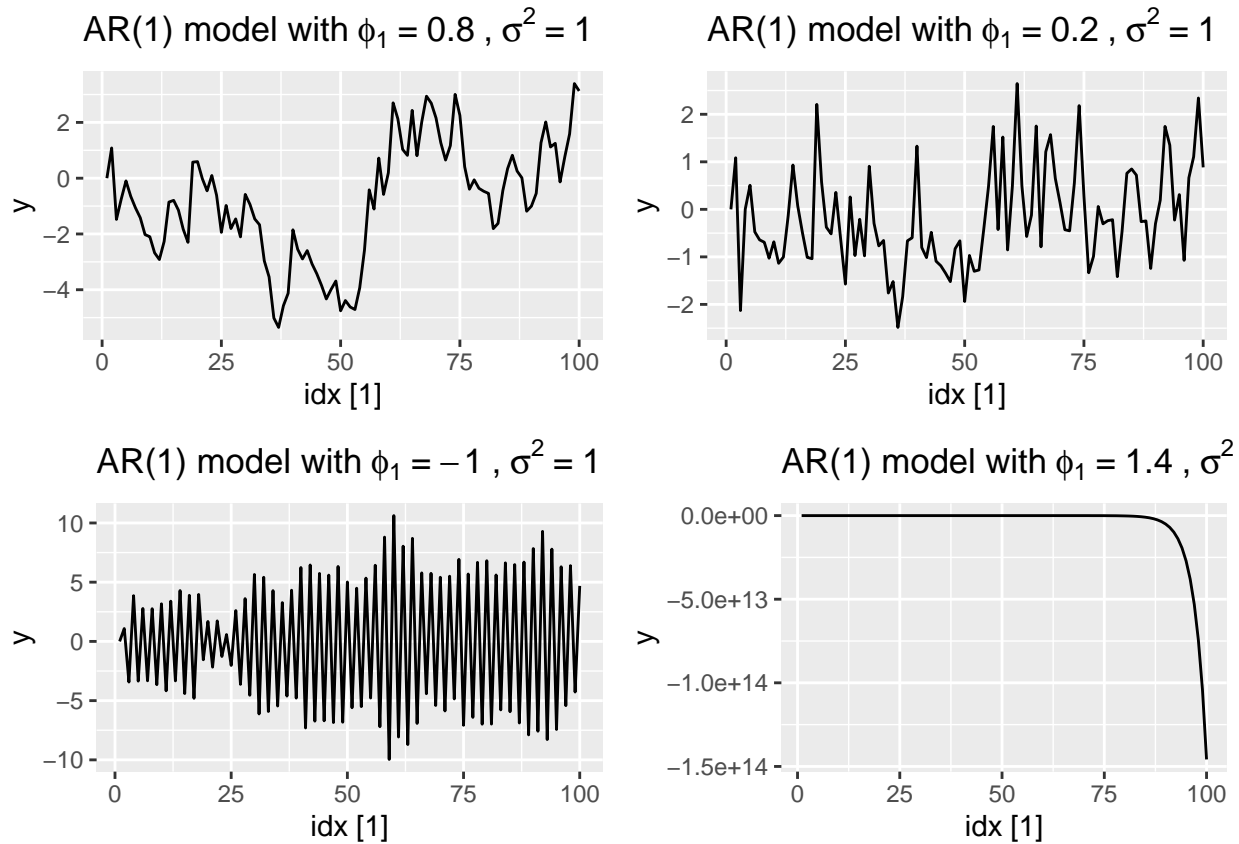 AR(1) model with ϕ₁ = 0.8 , σ² = 1
y
2
0
−2
−4
0
25
50
75
100
idx [1]
AR(1) model with ϕ₁ = 0.2 , σ² = 1
y
2
1
0
−1
−2
0
25
50
75
100
idx [1]
AR(1) model with ϕ₁ = −1 , σ² = 1
y
10
5
0
−5
−10
0
25
50
75
100
idx [1]
AR(1) model with ϕ₁ = 1.4 , σ²
y
0.0e+00
−5.0e+13
−1.0e+14
−1.5e+14
0
25
50
75
100
idx [1]